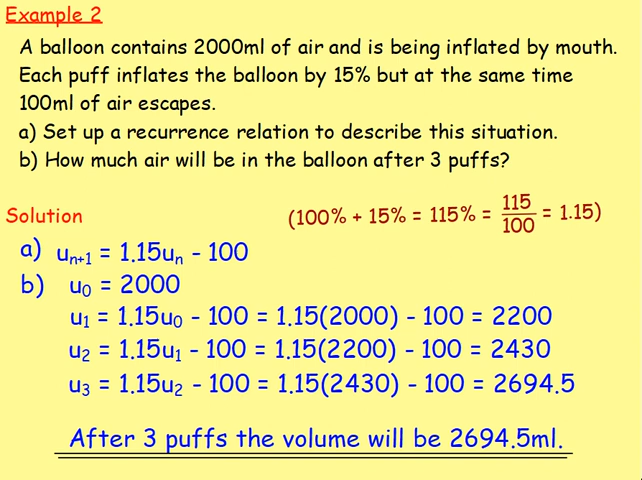 Example 2
A balloon contains 2000ml of air and is being inflated by mouth.
Each puff inflates the balloon by 15% but at the same time
100ml of air escapes.
a) Set up a recurrence relation to describe this situation.
b) How much air will be in the balloon after 3 puffs?
Solution (100% + 15% = 115% = 115/100 = 1.15)
a) uₙ₊₁ = 1.15uₙ - 100
b) u₀ = 2000
u₁ = 1.15u₀ - 100 = 1.15(2000) - 100 = 2200
u₂ = 1.15u₁ - 100 = 1.15(2200) - 100 = 2430
u₃ = 1.15u₂ - 100 = 1.15(2430) - 100 = 2694.5
After 3 puffs the volume will be 2694.5ml.